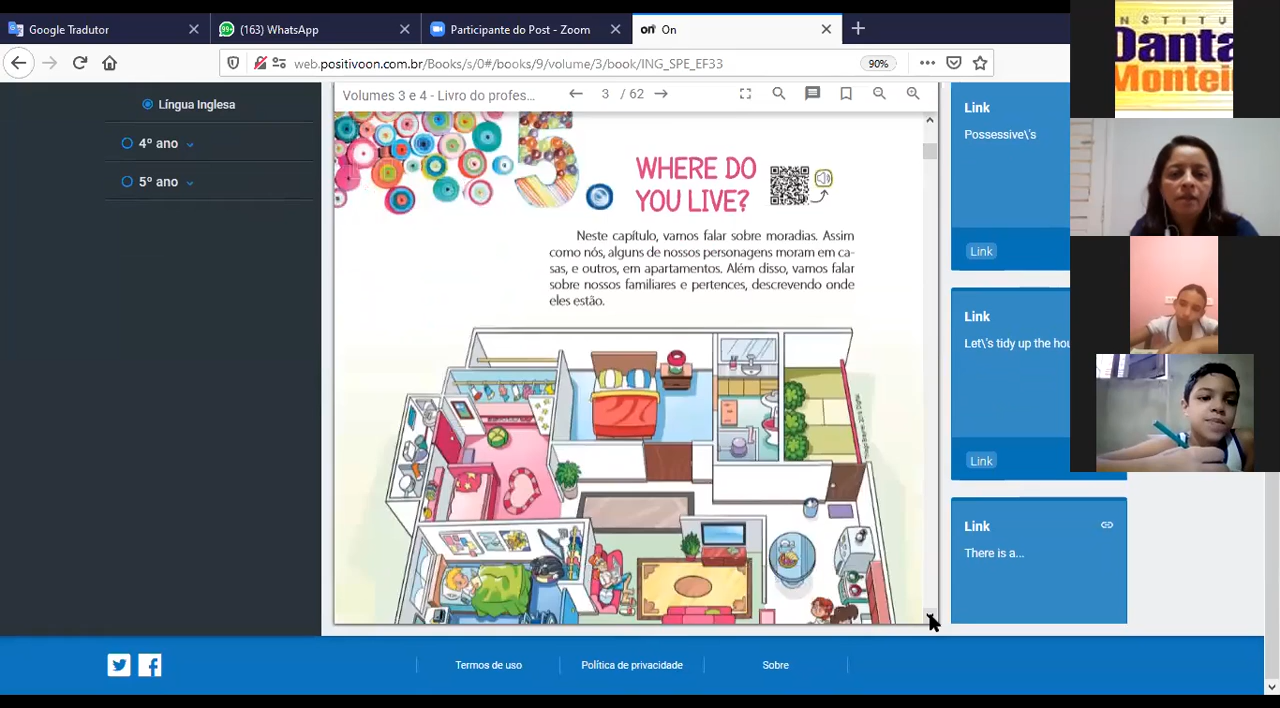 Google Tradutor
99+
(163) WhatsApp
Participante do Post - Zoom
on
On
web.positivoon.com.br/Books/s/0#/books/9/volume/3/book/ING_SPE_EF33
90%
Língua Inglesa
4º ano
5º ano
Volumes 3 e 4 - Livro do profes...
3 / 62
5.
WHERE DO
YOU LIVE?
Neste capítulo, vamos falar sobre moradias. Assim
como nós, alguns de nossos personagens moram em ca-
sas, e outros, em apartamentos. Além disso, vamos falar
sobre nossos familiares e pertences, descrevendo onde
eles estão.
Link
Possessive\'s
Link
Link
Let\'s tidy up the hou
Link
Link
There is a...
Termos de uso
Política de privacidade
Sobre